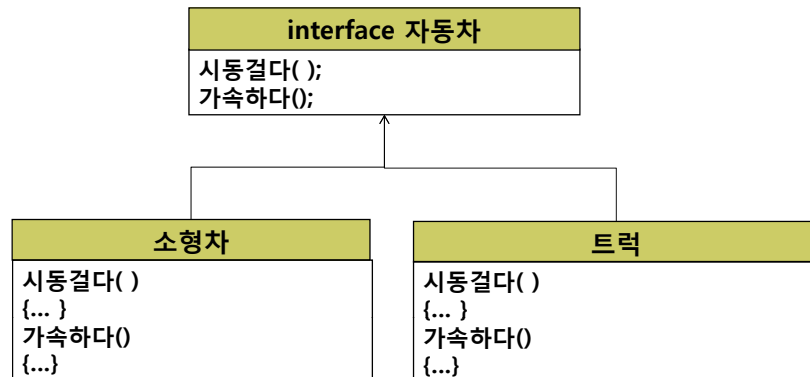 interface 자동차
시동걸다( );
가속하다();
소형차
시동걸다( )
{... }
가속하다()
{...}
트럭
시동걸다( )
{... }
가속하다()
{...}